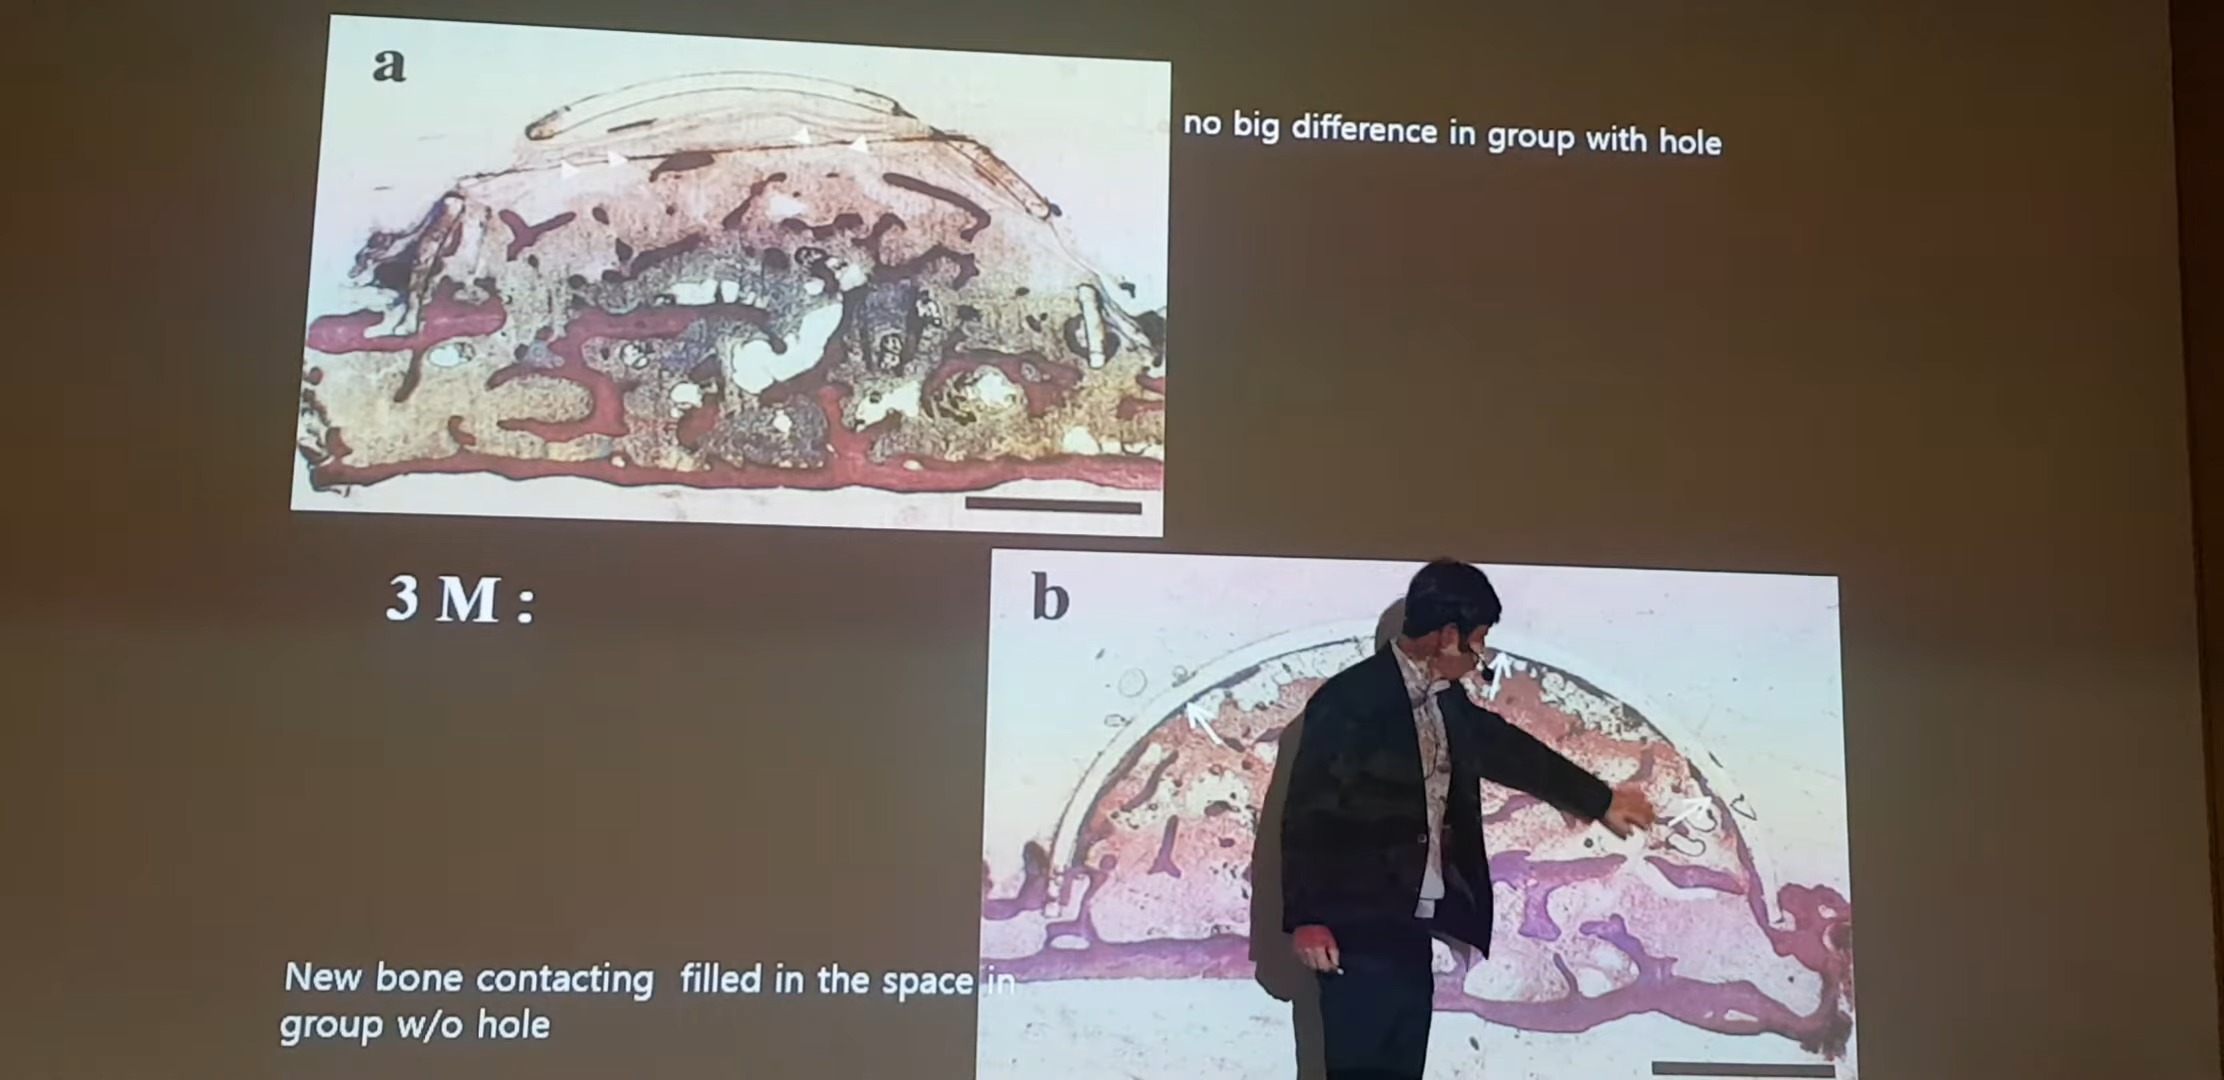 a
no big difference in group with hole
3 M :
b
New bone contacting filled in the space in
group w/o hole